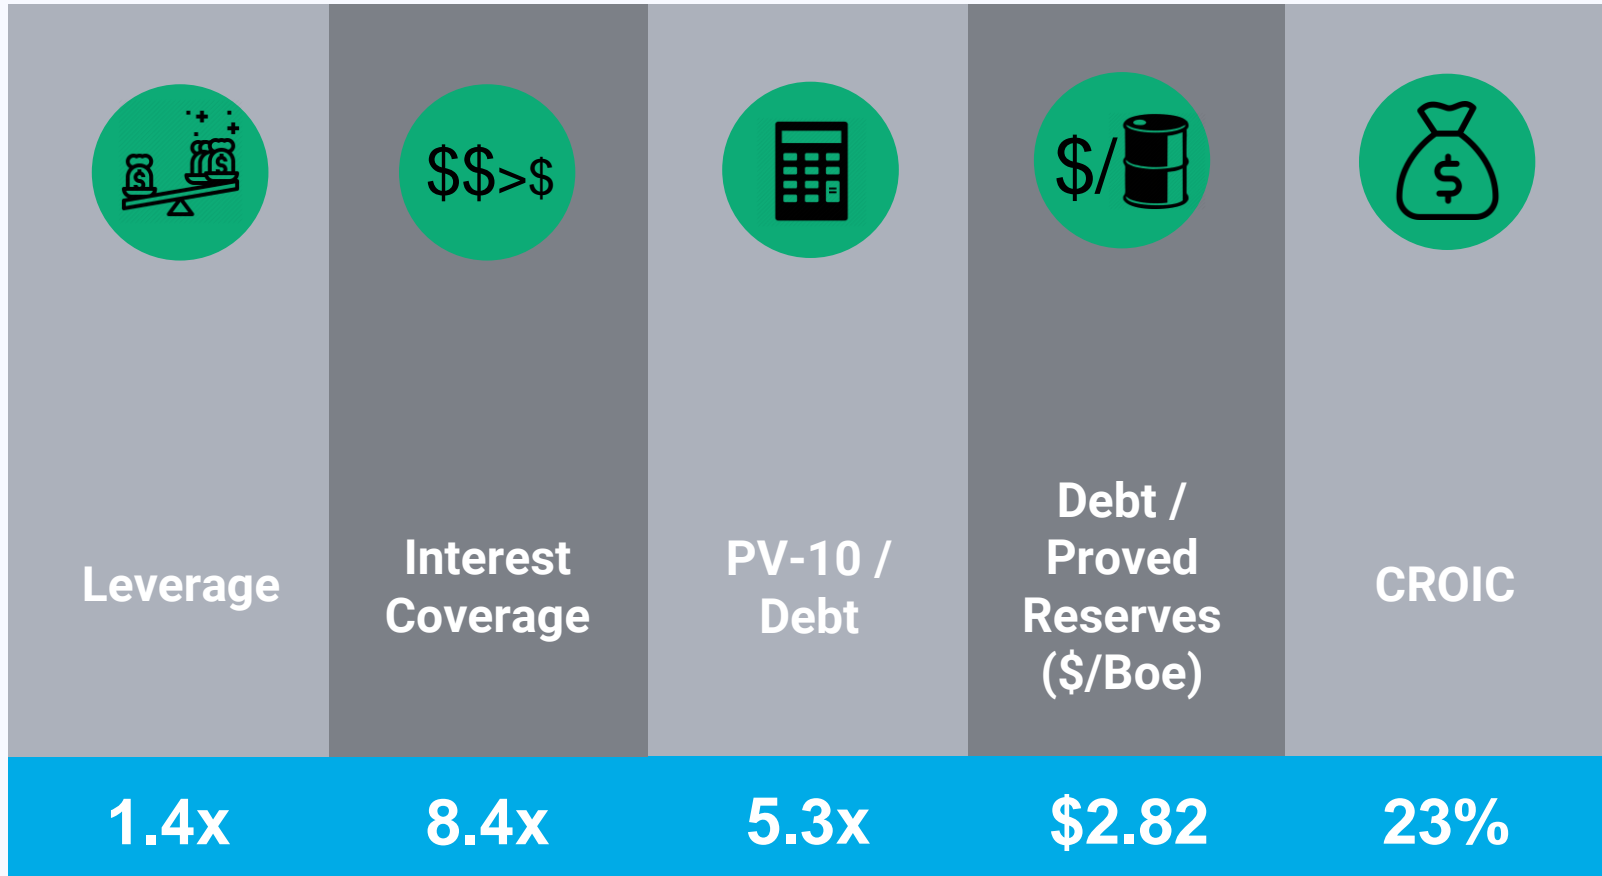 $$>$
$/
Leverage
Interest
Coverage
PV-10 /
Debt
Debt /
Proved
Reserves
($/Boe)
CROIC
1.4x
8.4x
5.3x
$2.82
23%